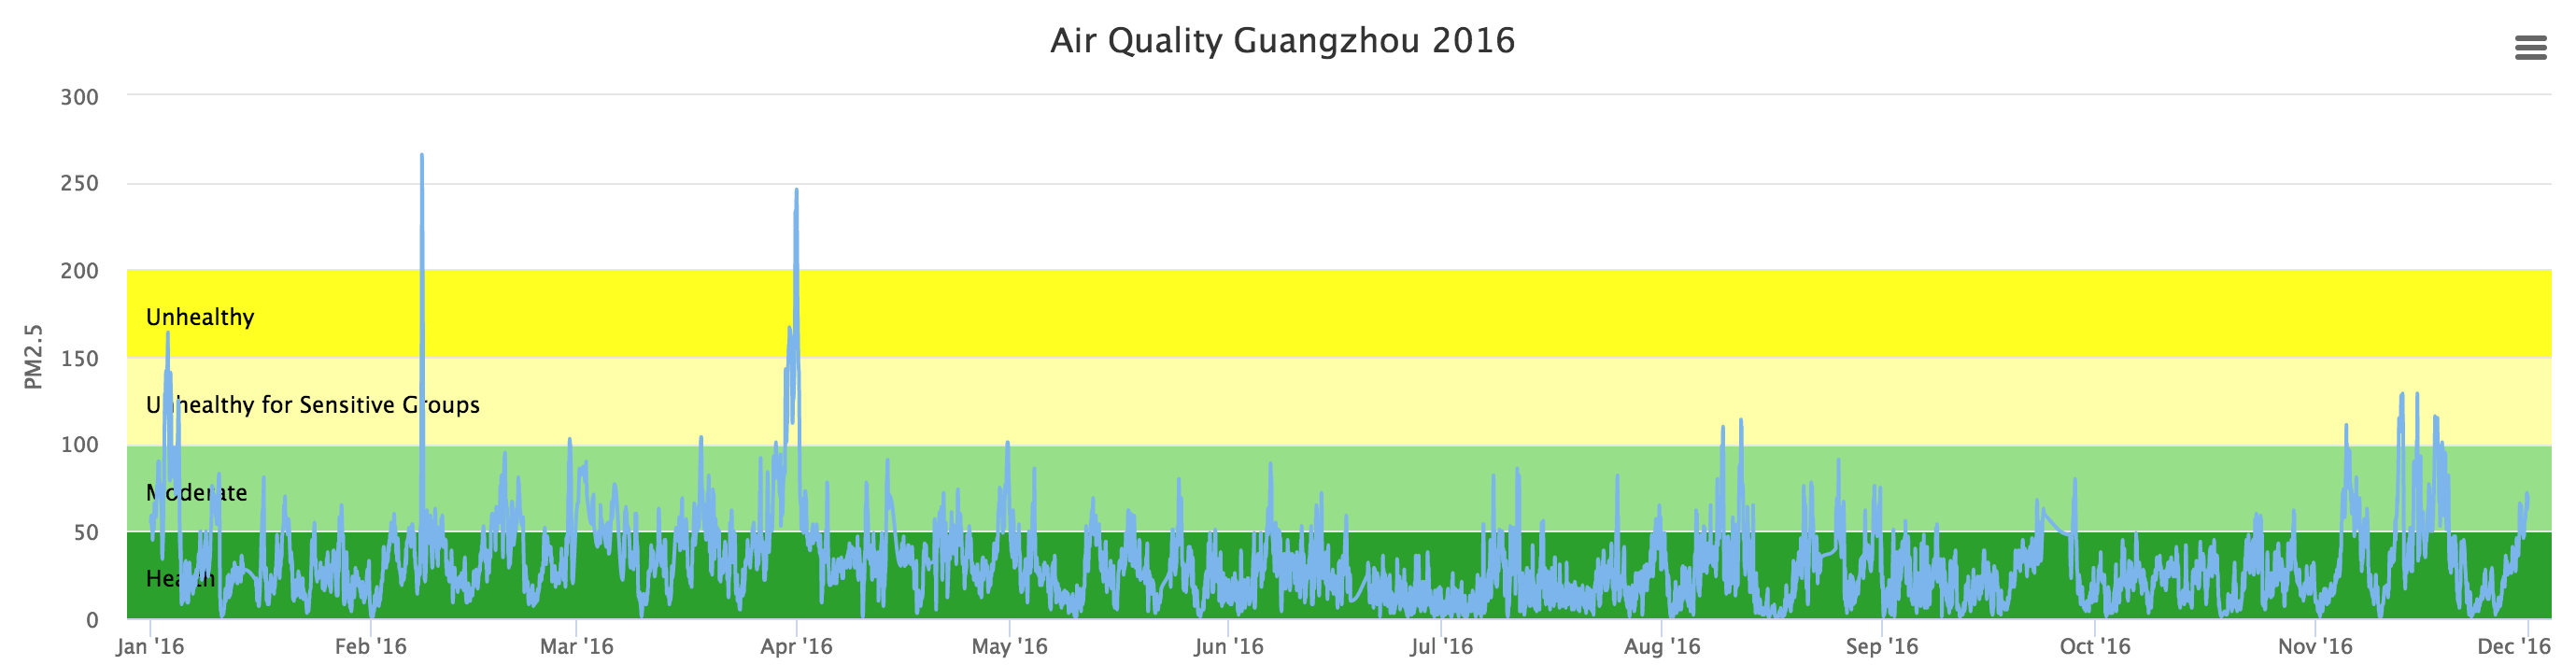 Air Quality Guangzhou 2016
300
250
200
150
100
50
0
PM2.5
Unhealthy
Unhealthy for Sensitive Groups
Moderate
Health
Jan '16 Feb '16 Mar '16 Apr '16 May '16 Jun '16 Jul '16 Aug '16 Sep '16 Oct '16 Nov '16 Dec '16